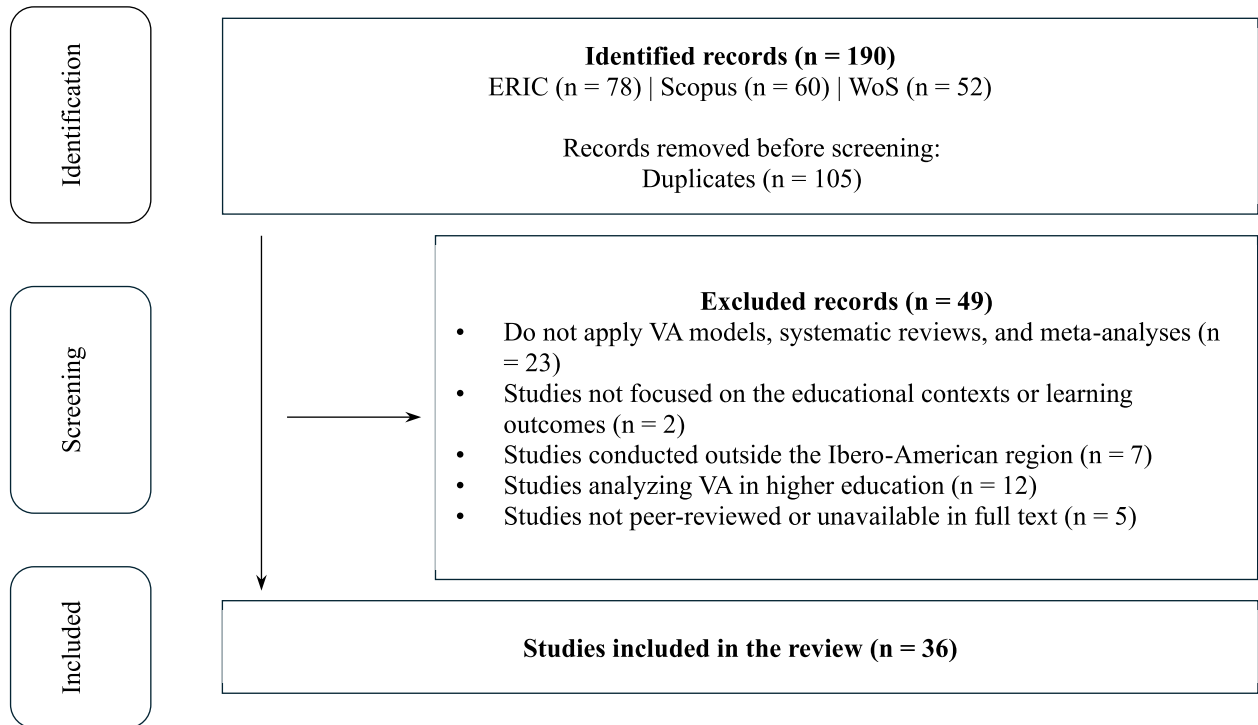 Identification
Identified records (n = 190)
ERIC (n = 78) | Scopus (n = 60) | WoS (n = 52)
Records removed before screening:
Duplicates (n = 105)
Screening
Excluded records (n = 49)
• Do not apply VA models, systematic reviews, and meta-analyses (n
= 23)
• Studies not focused on the educational contexts or learning
outcomes (n = 2)
• Studies conducted outside the Ibero-American region (n = 7)
• Studies analyzing VA in higher education (n = 12)
• Studies not peer-reviewed or unavailable in full text (n = 5)
Included
Studies included in the review (n = 36)